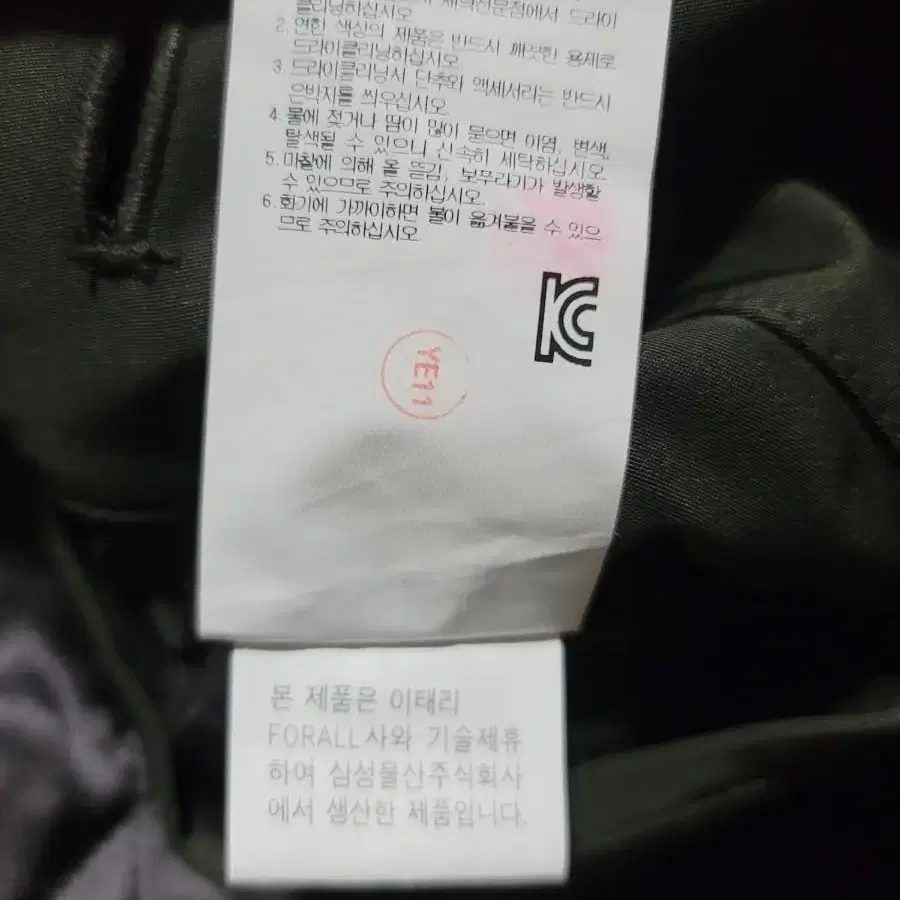 세탁전문점에서 드라이
클리닝하십시오
2. 연한 색상의 제품은 반드시 깨끗한 용제로
드라이클리닝하십시오.
3. 드라이클리닝시 단추와 액세서리는 반드시
은박지를 씌우십시오.
4. 물에 젖거나 땀이 많이 묻으면 이염, 변색,
탈색될 수 있으니 신속히 세탁하십시오
5. 마찰에 의해 올 뜯김, 보푸라기가 발생할
수 있으므로 주의하십시오.
6. 화기에 가까이하면 불이 옮겨붙을 수 있으
므로 주의하십시오.
KC
YE11
본 제품은 이태리
FORALL사와 기술제휴
하여 삼성물산주식회사
에서 생산한 제품입니다.